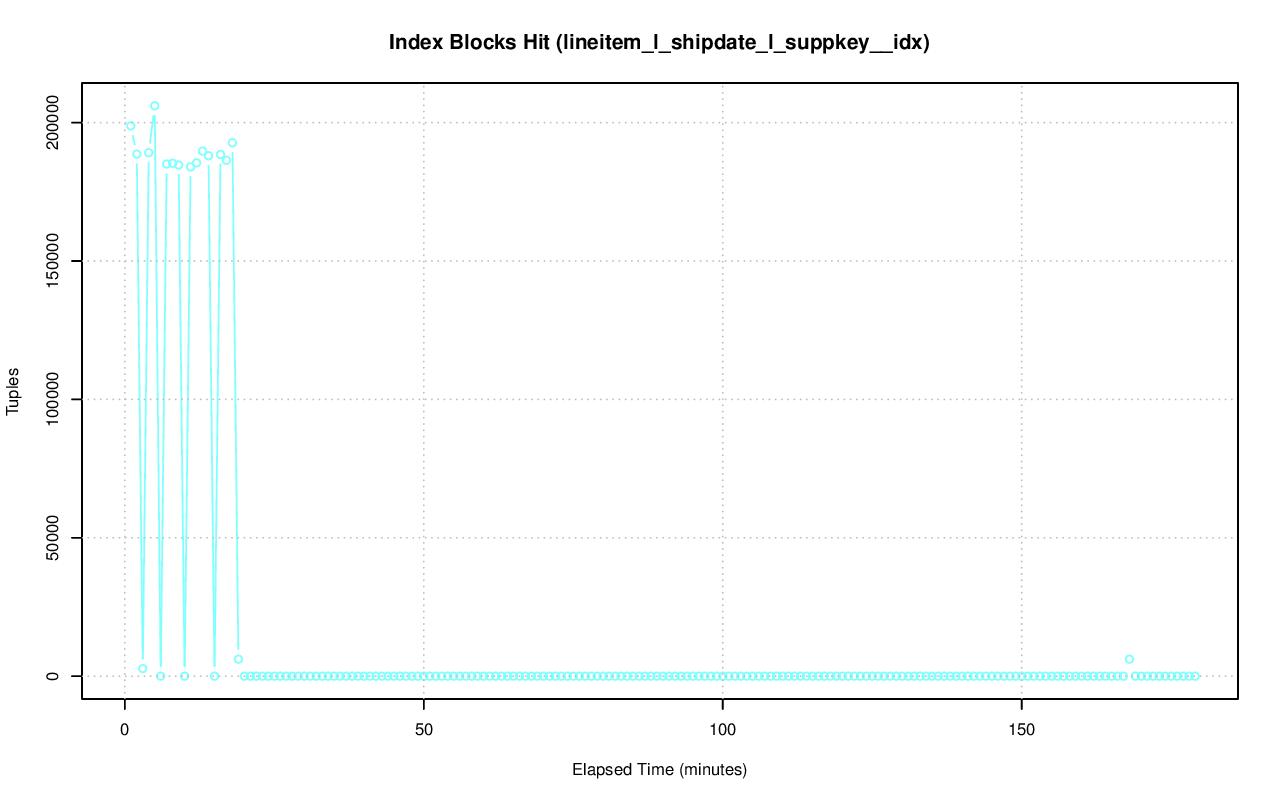 Index Blocks Hit (lineitem_l_shipdate_l_suppkey__idx)
Tuples
200000
150000
100000
50000
0
0 50 100 150
Elapsed Time (minutes)